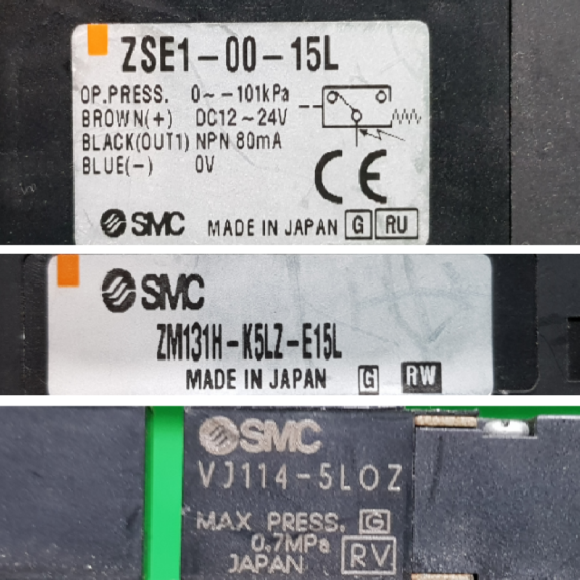 ZSE1-00-15L
OP.PRESS. 0~-101kPa
BROWN(+) DC12~24V
BLACK(OUT1) NPN 80mA
BLUE(-) 0V
CE
SMC MADE IN JAPAN G RU
SMC
ZM131H-K5LZ-E15L
MADE IN JAPAN G RW
SMC
VJ114-5LOZ
MAX PRESS. G
0.7MPa
JAPAN RV